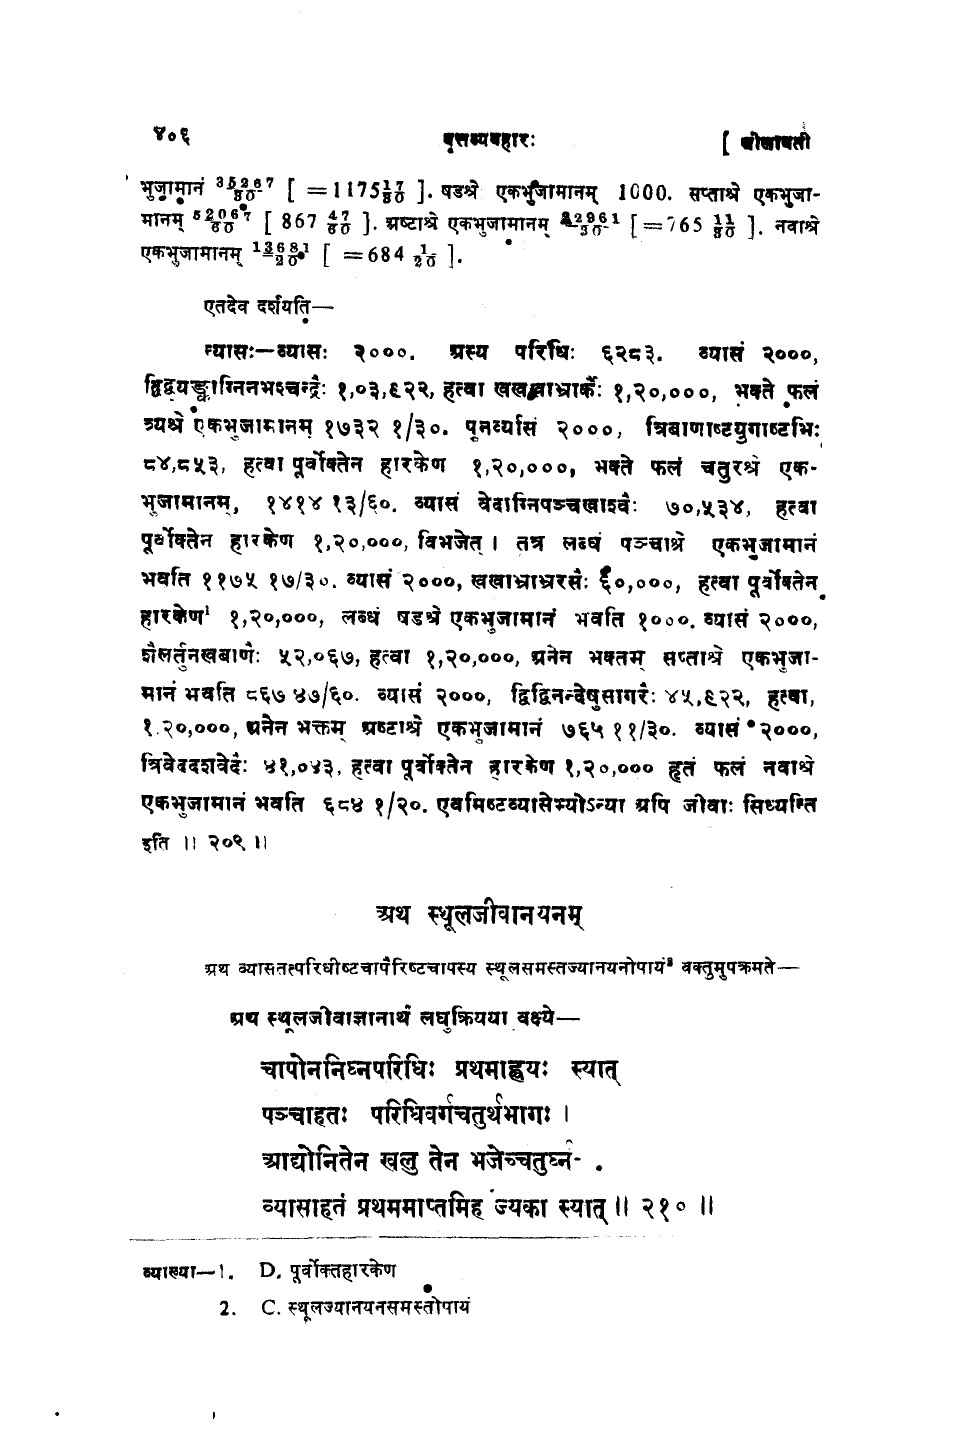 ४०६ वृत्तव्यवहारः [ लीलावती
भुजामानं 35267/30 [ =1175 17/30 ]. षडश्रे एकभुजामानम् 1000. सप्ताश्रे एकभुजा-
मानम् 52067/60 [ 867 47/60 ]. अष्टाश्रे एकभुजामानम् 22961/30 [=765 11/30 ]. नवाश्रे
एकभुजामानम् 13681/20 [ =684 1/20 ].
एतदेव दर्शयति—
न्यासः—व्यासः २०००. अस्य परिधिः ६२८३. व्यासं २०००,
द्विद्व्यङ्काग्निनभश्चन्द्रैः १,०३,९२२, हत्वा खखखाभ्रार्कैः १,२०,०००, भक्ते फलं
त्र्यश्रे एकभुजामानम् १७३२ १/३०. पुनर्व्यासं २०००, त्रिबाणाष्टयुगाष्टभिः
८४,८५३, हत्वा पूर्वोक्तेन हारकेण १,२०,०००, भक्ते फलं चतुरश्रे एक-
भुजामानम्, १४१४ १३/६०. व्यासं वेदाग्निपञ्चखाश्वैः ७०,५३४, हत्वा
पूर्वोक्तेन हारकेण १,२०,०००, विभजेत् । तत्र लब्धं पञ्चाश्रे एकभुजामानं
भवति ११७५ १७/३०. व्यासं २०००, खखाभ्राभ्ररसैः ६०,०००, हत्वा पूर्वोक्तेन
हारकेण¹ १,२०,०००, लब्धं षडश्रे एकभुजामानं भवति १०००. व्यासं २०००,
शैलर्तुनखबाणैः ५२,०६७, हत्वा १,२०,०००, अनेन भक्तम् सप्ताश्रे एकभुजा-
मानं भवति ८६७ ४७/६०. व्यासं २०००, द्विद्विनन्देषुसागरैः ४५,९२२, हत्वा,
१.२०,०००, अनेन भक्तम् अष्टाश्रे एकभुजामानं ७६५ ११/३०. व्यासं २०००,
त्रिवेददशवेदैः ४१,०४३, हत्वा पूर्वोक्तेन हारकेण १,२०,००० हृतं फलं नवाश्रे
एकभुजामानं भवति ६८४ १/२०. एवमिष्टव्यासेभ्योऽन्या अपि जीवाः सिध्यन्ति
इति ॥ २०९ ॥
अथ स्थूलजीवानयनम्
अथ व्यासतत्परिधीष्टचापैरिष्टचापस्य स्थूलसमस्तज्यानयनोपायं² वक्तुमुपक्रमते—
अथ स्थूलजीवाज्ञानार्थं लघुक्रियया वक्ष्ये—
चापोननिघ्नपरिधिः प्रथमाह्वयः स्यात्
पञ्चाहतः परिधिवर्गचतुर्थभागः ।
आद्योनितेन खलु तेन भजेच्चतुर्घ्नं-
व्यासाहतं प्रथममाप्तमिह ज्यका स्यात् ॥ २१० ॥
व्याख्या—1. D. पूर्वोक्तहारकेण
2. C. स्थूलज्यानयनसमस्तोपायं